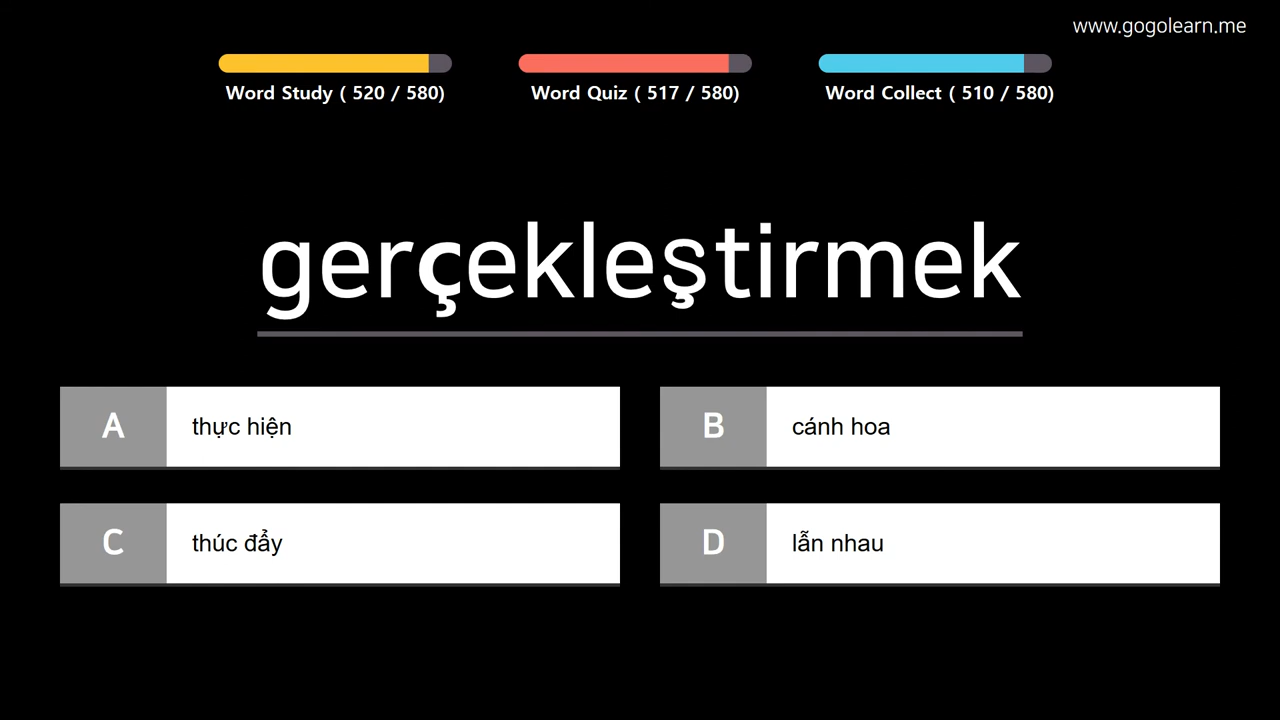 www.gogolearn.me
Word Study ( 520 / 580)
Word Quiz ( 517 / 580)
Word Collect ( 510 / 580)
gerçekleştirmek
A thực hiện
B cánh hoa
C thúc đẩy
D lẫn nhau